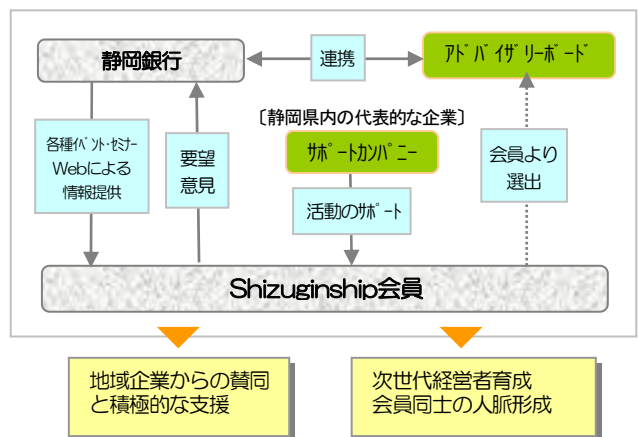 静岡銀行
連携
ｱﾄﾞﾊﾞｲｻﾞﾘｰﾎﾞｰﾄﾞ
〔静岡県内の代表的な企業〕
各種ｲﾍﾞﾝﾄ・ｾﾐﾅｰ
Webによる
情報提供
要望
意見
ｻﾎﾟｰﾄｶﾝﾊﾟﾆｰ
会員より
選出
活動のｻﾎﾟｰﾄ
Shizuginship会員
地域企業からの賛同
と積極的な支援
次世代経営者育成
会員同士の人脈形成